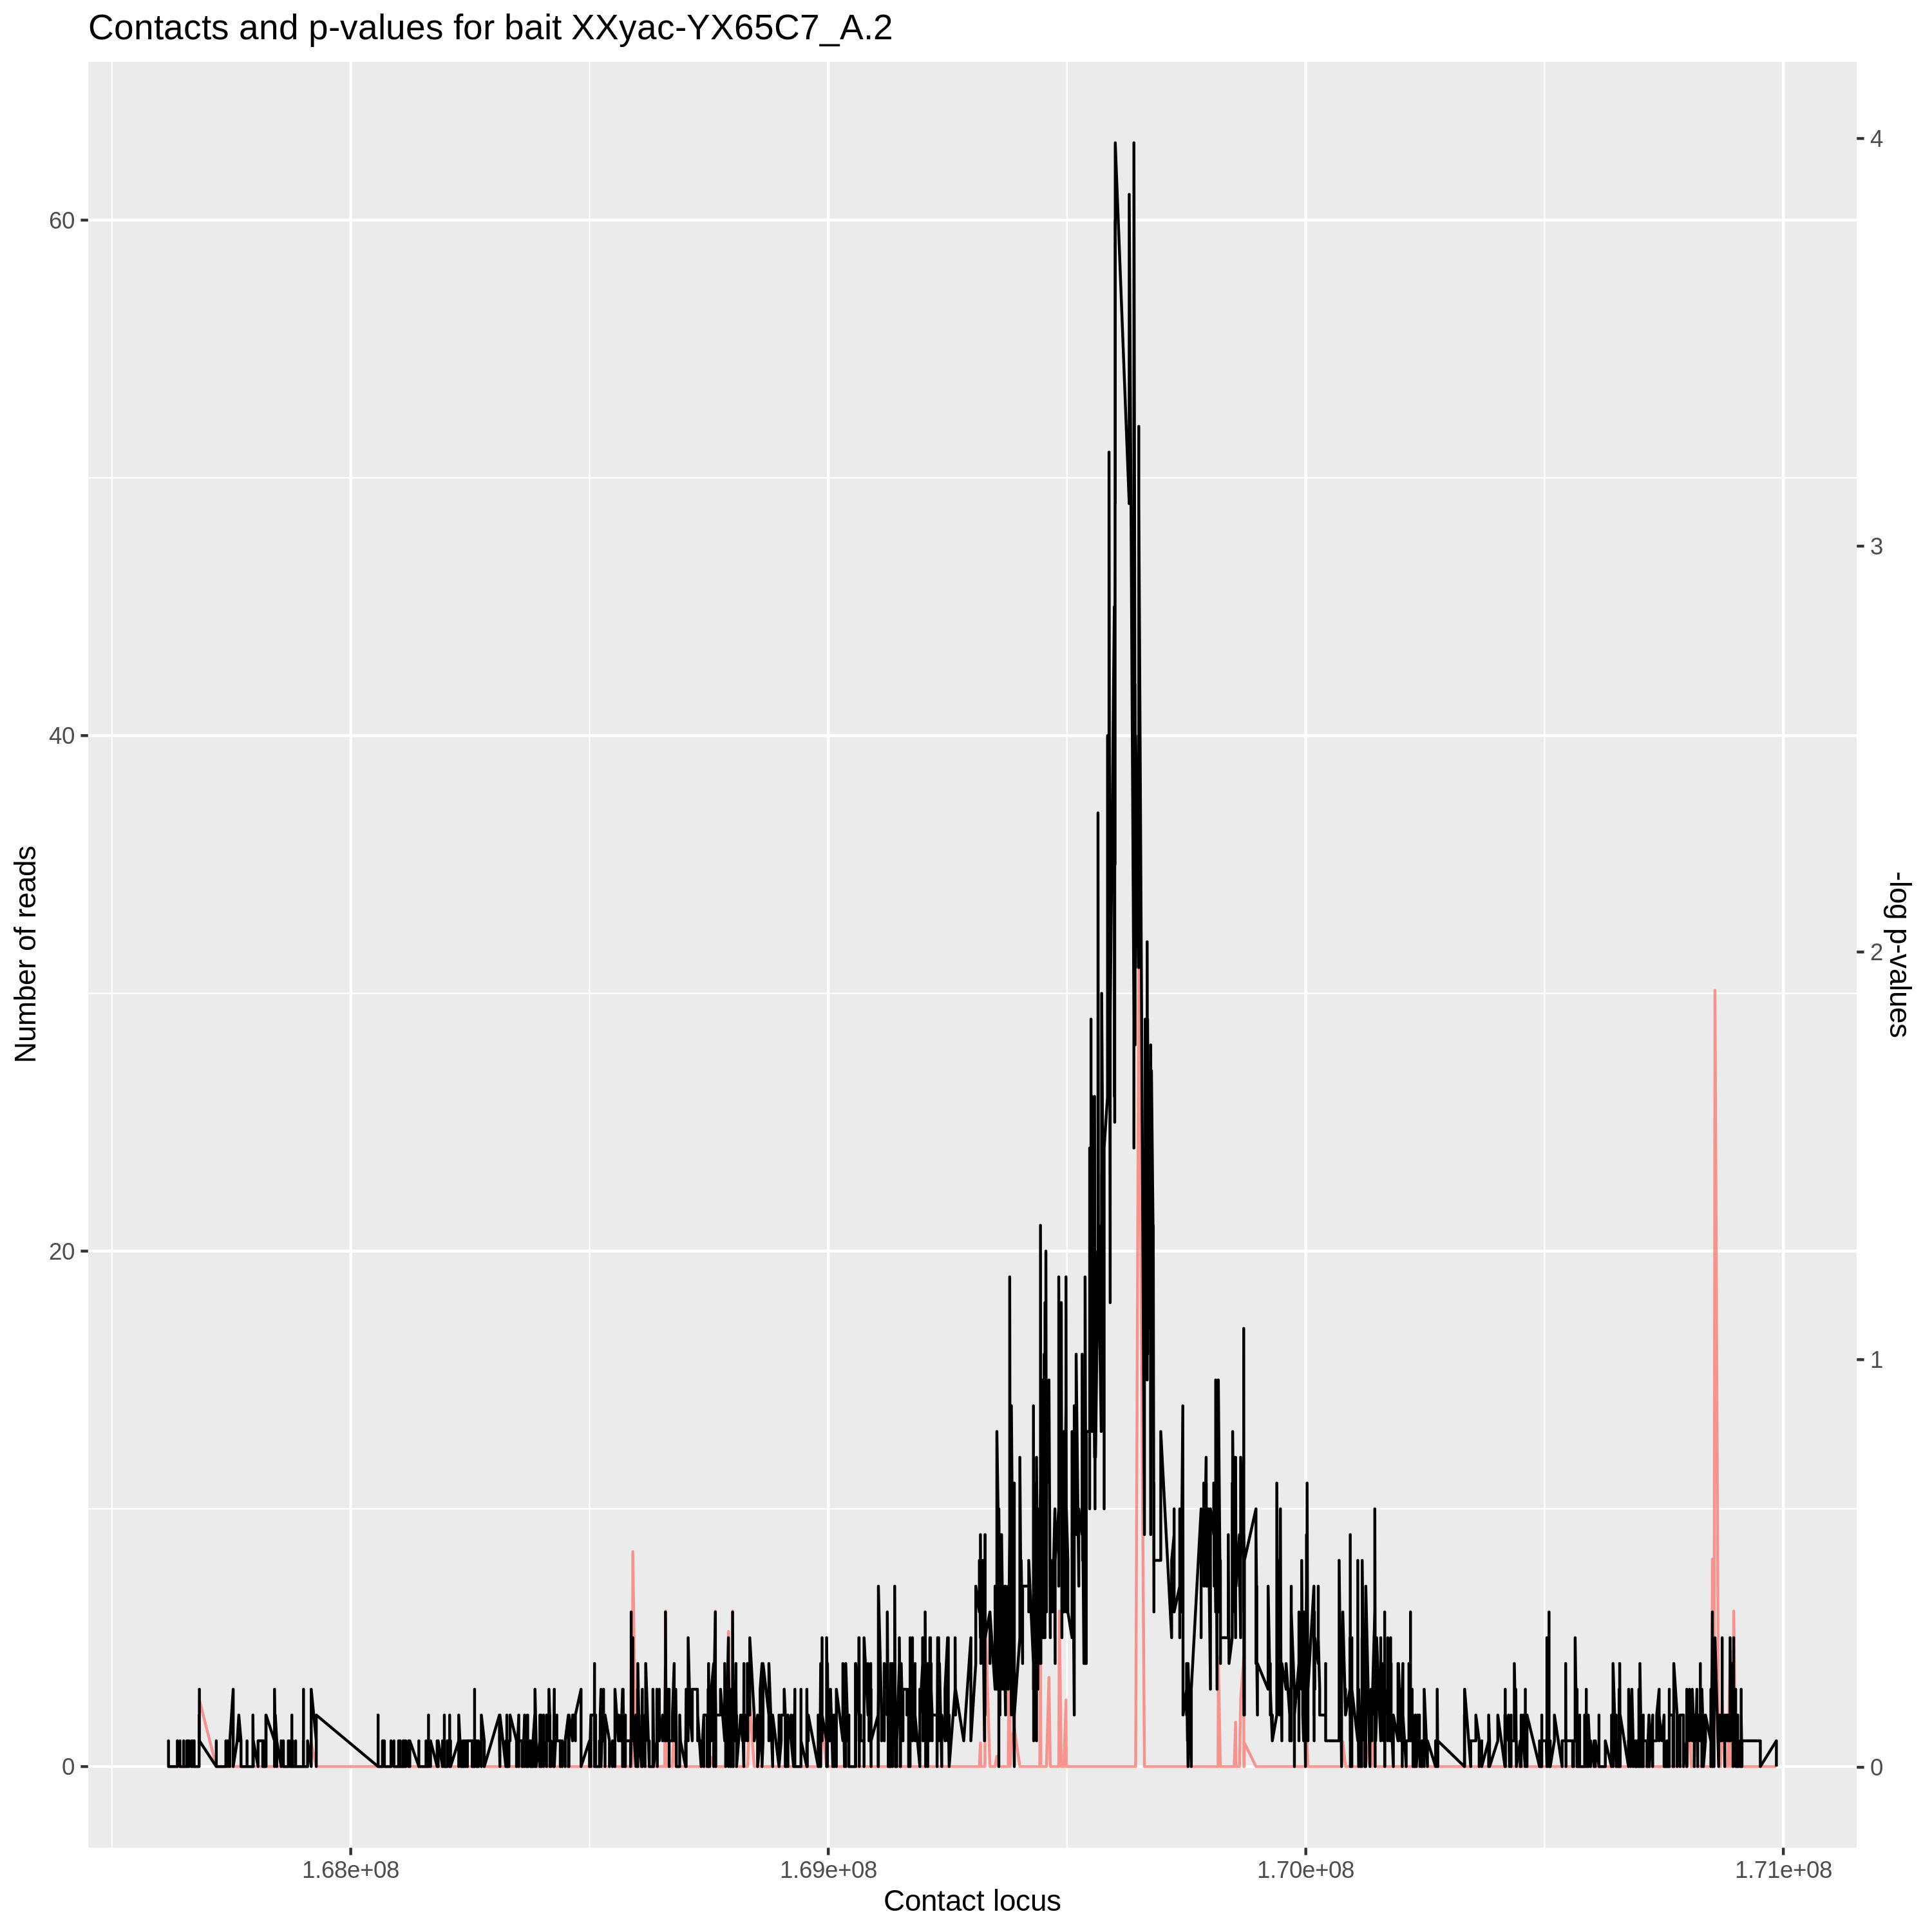 Contacts and p-values for bait XXyac-YX65C7_A.2
60
40
20
0
Number of reads
4
3
2
1
0
-log p-values
1.68e+08
1.69e+08
1.70e+08
1.71e+08
Contact locus